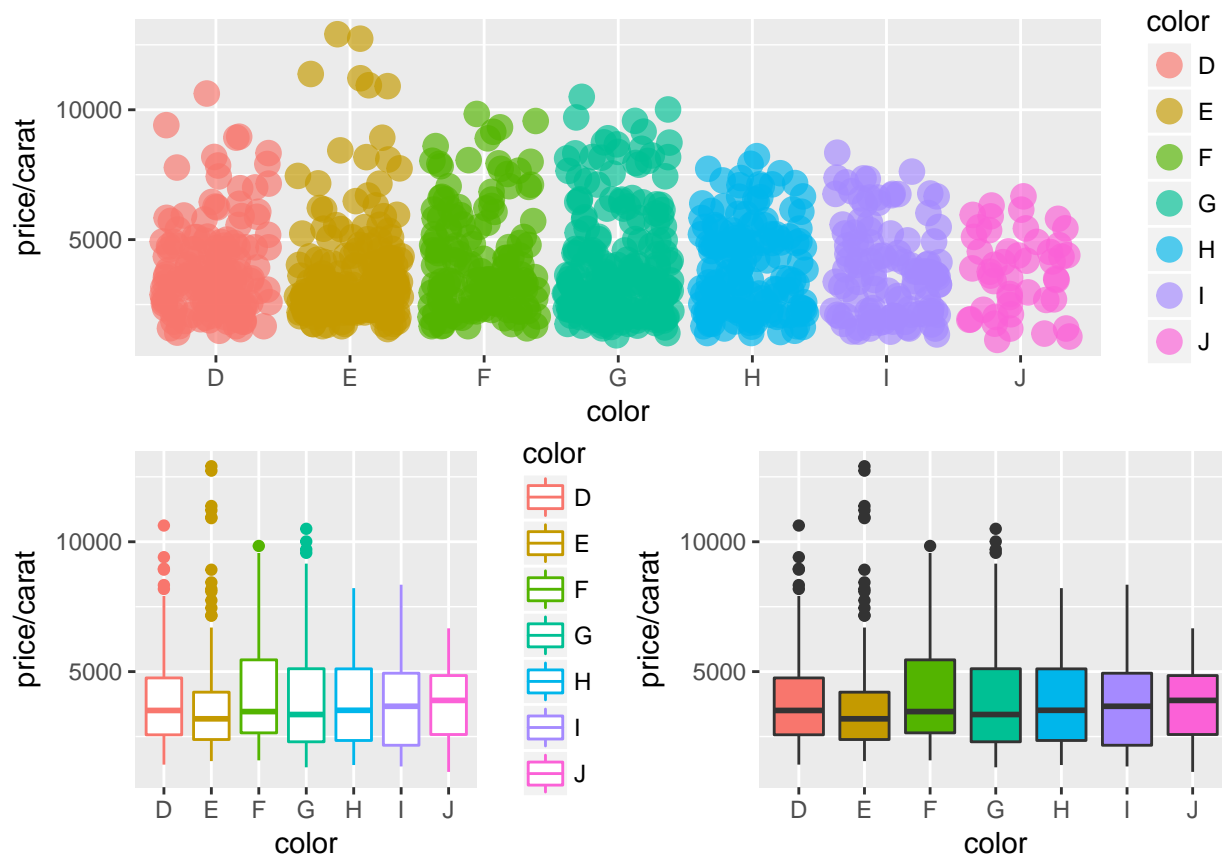 price/carat
10000
5000
D E F G H I J
color
color
D
E
F
G
H
I
J
price/carat
10000
5000
D E F G H I J
color
color
D
E
F
G
H
I
J
price/carat
10000
5000
D E F G H I J
color